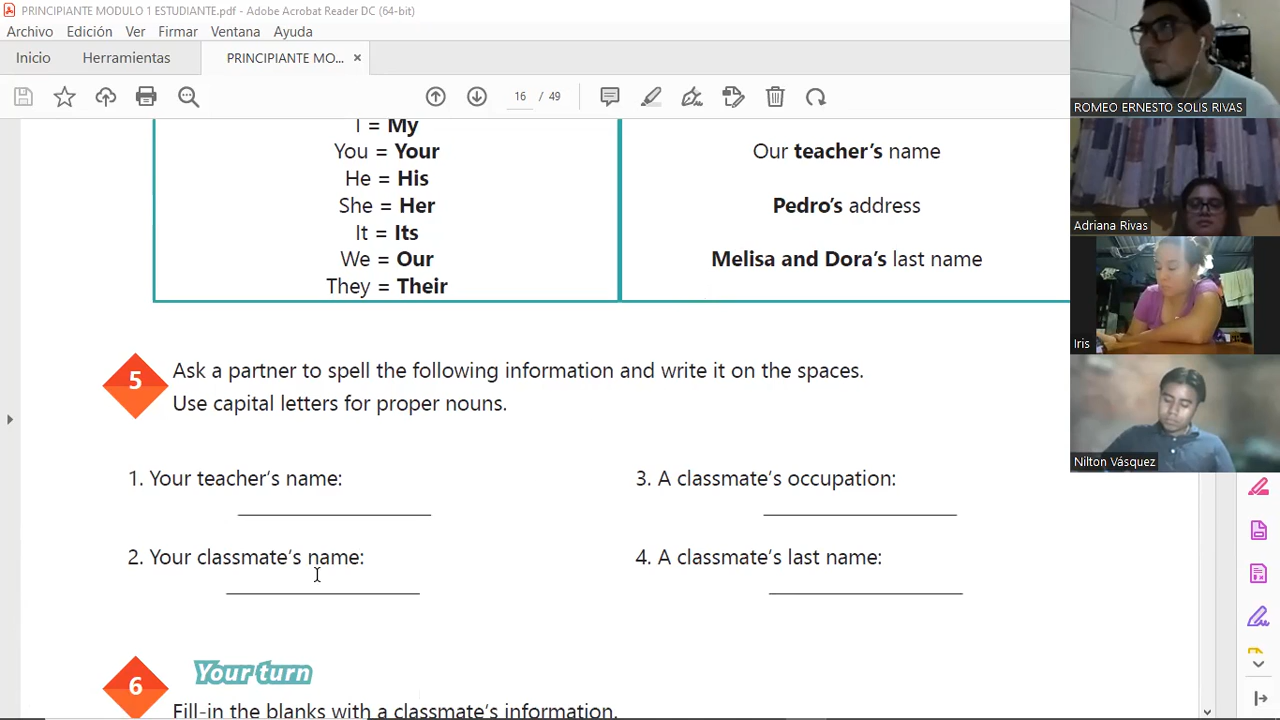 PRINCIPIANTE MODULO 1 ESTUDIANTE.pdf - Adobe Acrobat Reader DC (64-bit)
Archivo Edición Ver Firmar Ventana Ayuda
Inicio Herramientas PRINCIPIANTE MO... ×
16 / 49
I = My
You = Your
He = His
She = Her
It = Its
We = Our
They = Their
Our teacher's name
Pedro's address
Melisa and Dora's last name
5 Ask a partner to spell the following information and write it on the spaces.
Use capital letters for proper nouns.
1. Your teacher's name:
2. Your classmate's name:
3. A classmate's occupation:
4. A classmate's last name:
6 Your turn
Fill-in the blanks with a classmate's information.
ROMEO ERNESTO SOLIS RIVAS
Adriana Rivas
Iris
Nilton Vásquez